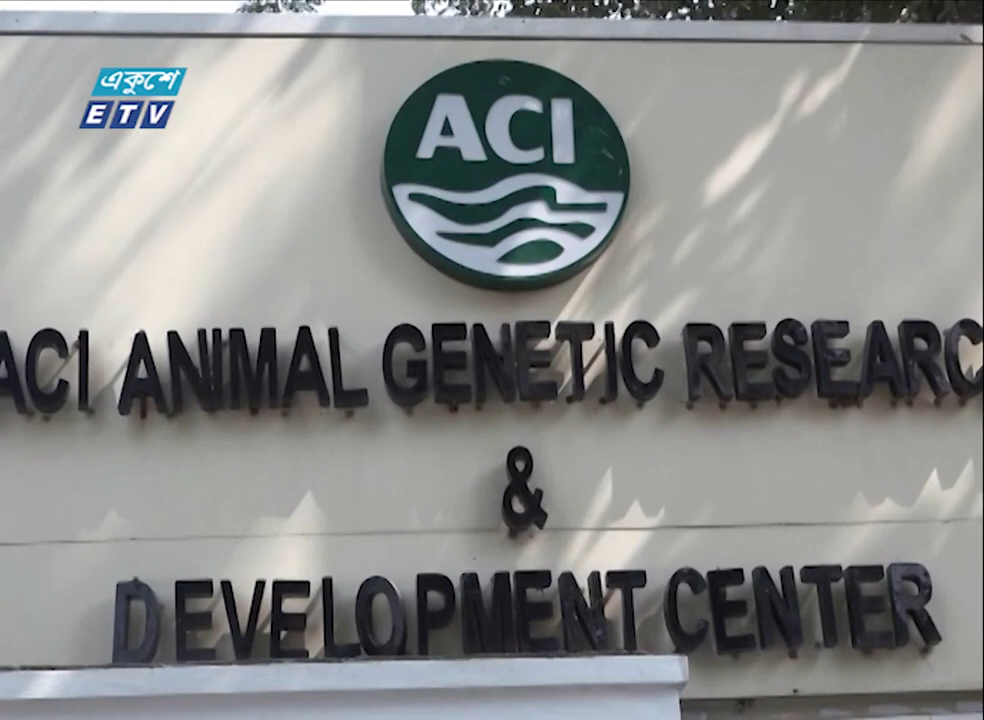 একুশে
ETV
ACI
ACI ANIMAL GENETIC RESEARC
&
DEVELOPMENT CENTER